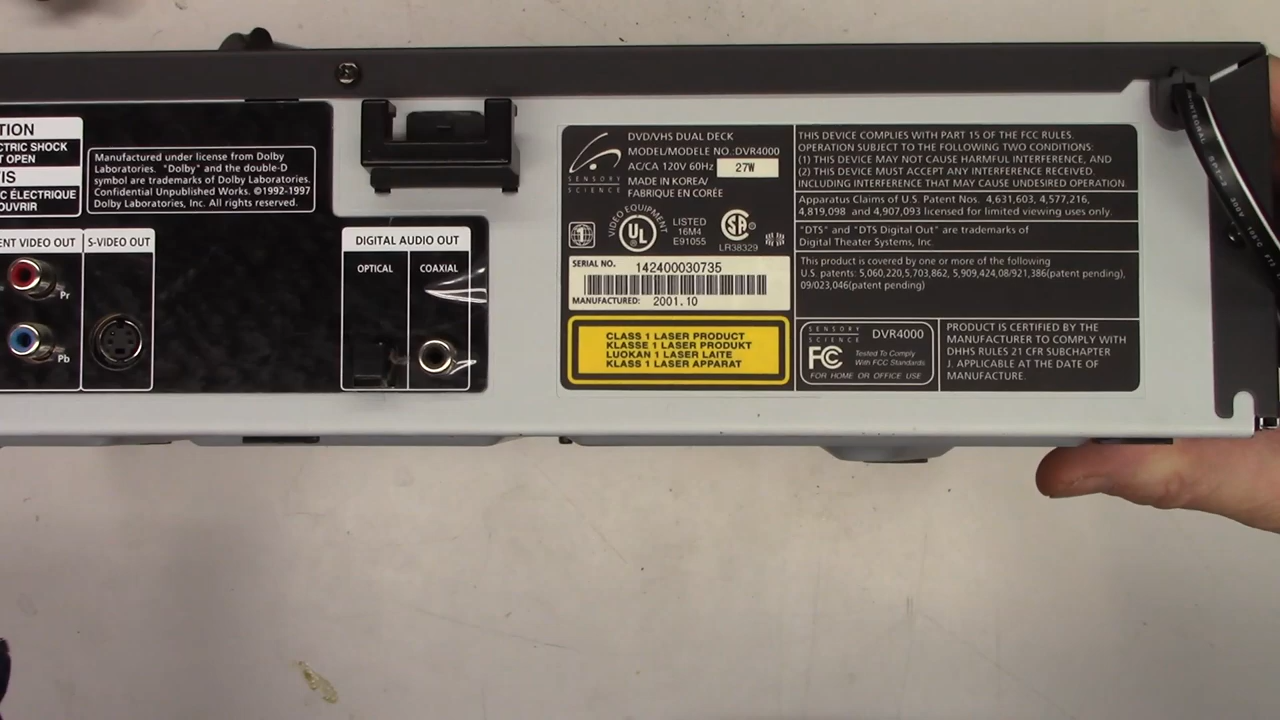 TION
CTRIC SHOCK
T OPEN
IS
ÉLECTRIQUE
OUVRIR
Manufactured under license from Dolby
Laboratories. "Dolby" and the double-D
symbol are trademarks of Dolby Laboratories.
Confidential Unpublished Works. ©1992-1997
Dolby Laboratories, Inc. All rights reserved.
ENT VIDEO OUT
Pr
Pb
S-VIDEO OUT
DIGITAL AUDIO OUT
OPTICAL
COAXIAL
SENSORY
SCIENCE
DVD/VHS DUAL DECK
MODEL/MODELE NO.:DVR4000
AC/CA 120V 60Hz 27W
MADE IN KOREA/
FABRIQUE EN CORÉE
VIDEO EQUIPMENT
UL
LISTED
16M4
E91055
SA
LR38329
SERIAL NO. 142400030735
MANUFACTURED: 2001.10
CLASS 1 LASER PRODUCT
KLASSE 1 LASER PRODUKT
LUOKAN 1 LASER LAITE
KLASS 1 LASER APPARAT
THIS DEVICE COMPLIES WITH PART 15 OF THE FCC RULES.
OPERATION SUBJECT TO THE FOLLOWING TWO CONDITIONS:
(1) THIS DEVICE MAY NOT CAUSE HARMFUL INTERFERENCE, AND
(2) THIS DEVICE MUST ACCEPT ANY INTERFERENCE RECEIVED.
INCLUDING INTERFERENCE THAT MAY CAUSE UNDESIRED OPERATION.
Apparatus Claims of U.S. Patent Nos. 4,631,603, 4,577,216,
4,819,098 and 4,907,093 licensed for limited viewing uses only.
"DTS" and "DTS Digital Out" are trademarks of
Digital Theater Systems, Inc.
This product is covered by one or more of the following
U.S. patents: 5,060,220,5,703,862, 5,909,424,08/921,386(patent pending),
09/023,046(patent pending)
SENSORY
SCIENCE
DVR4000
FC
Tested To Comply
With FCC Standards
FOR HOME OR OFFICE USE
PRODUCT IS CERTIFIED BY THE
MANUFACTURER TO COMPLY WITH
DHHS RULES 21 CFR SUBCHAPTER
J. APPLICABLE AT THE DATE OF
MANUFACTURE.
INTEGRAL SPT-2 300V 105C